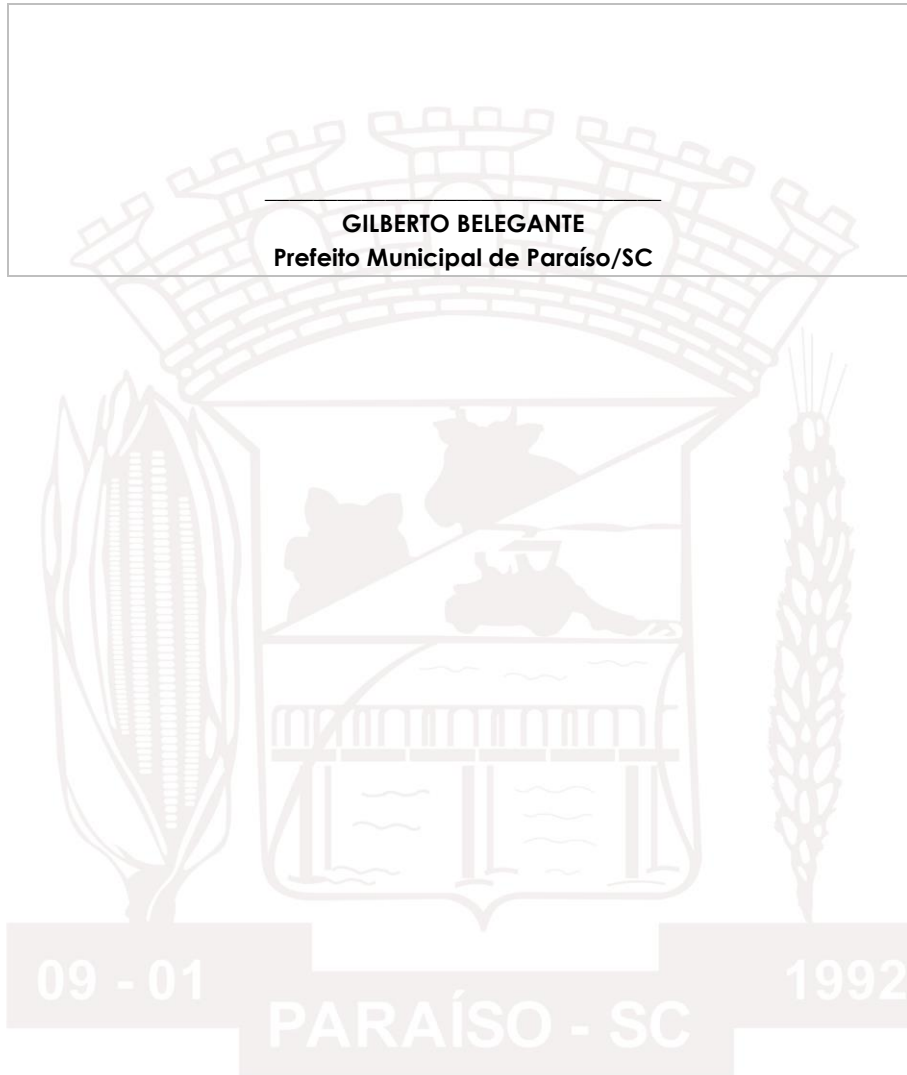 GILBERTO BELEGANTE
Prefeito Municipal de Paraíso/SC
09 - 01
1992
PARAÍSO - SC